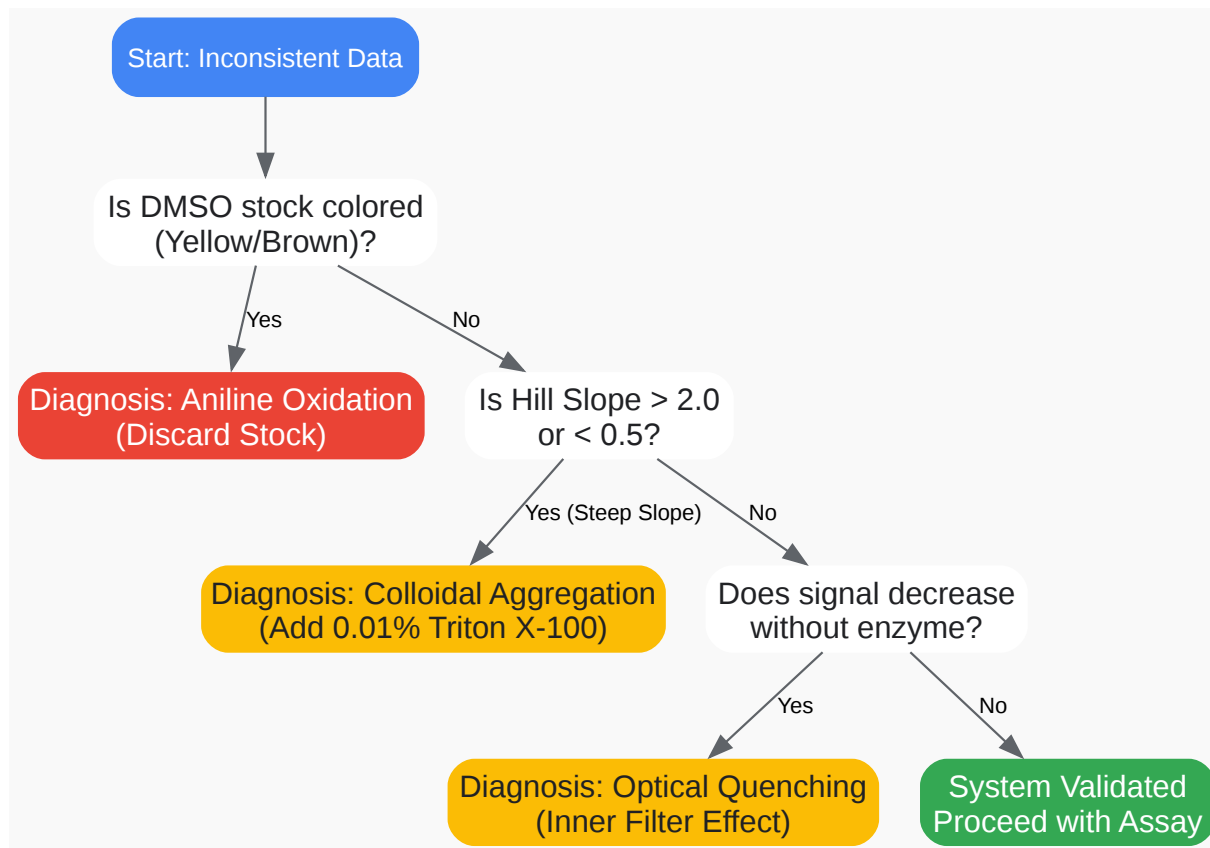 Start: Inconsistent Data
Is DMSO stock colored
(Yellow/Brown)?
Yes
No
Diagnosis: Aniline Oxidation
(Discard Stock)
Is Hill Slope > 2.0
or < 0.5?
Yes (Steep Slope)
No
Diagnosis: Colloidal Aggregation
(Add 0.01% Triton X-100)
Does signal decrease
without enzyme?
Yes
No
Diagnosis: Optical Quenching
(Inner Filter Effect)
System Validated
Proceed with Assay